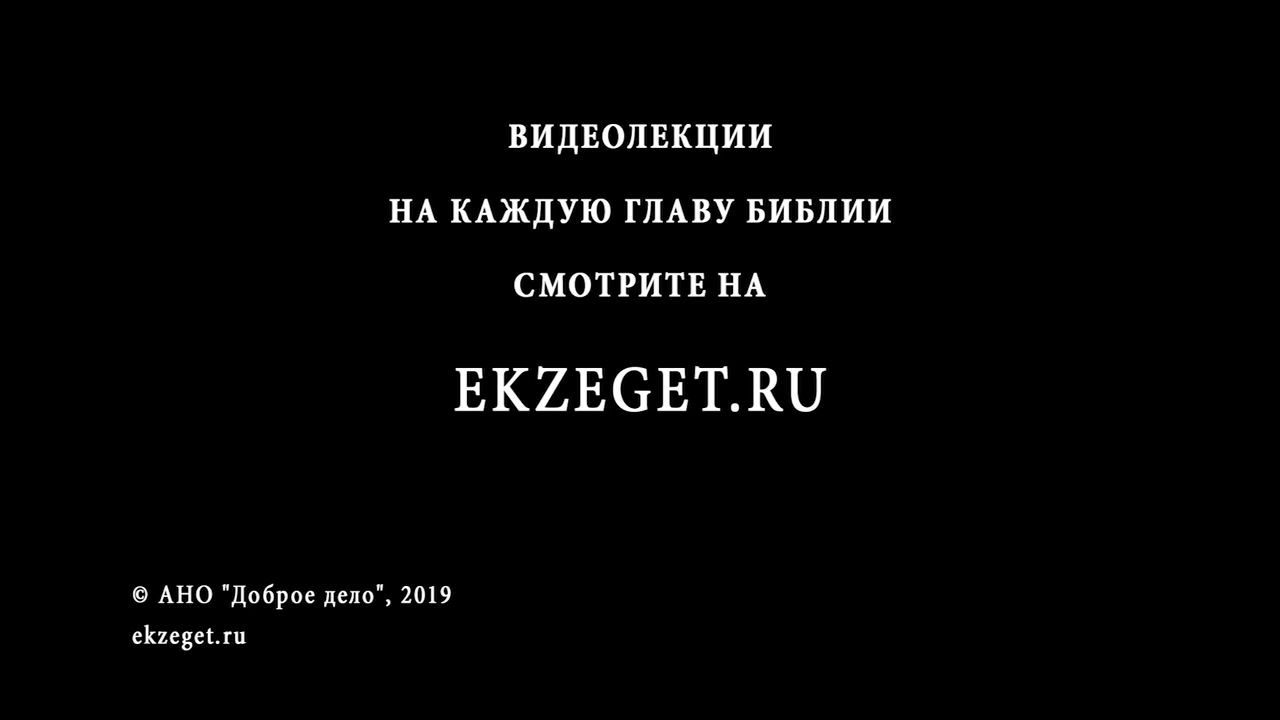 ВИДЕОЛЕКЦИИ
НА КАЖДУЮ ГЛАВУ БИБЛИИ
СМОТРИТЕ НА
EKZEGET.RU
© АНО "Доброе дело", 2019
ekzeget.ru